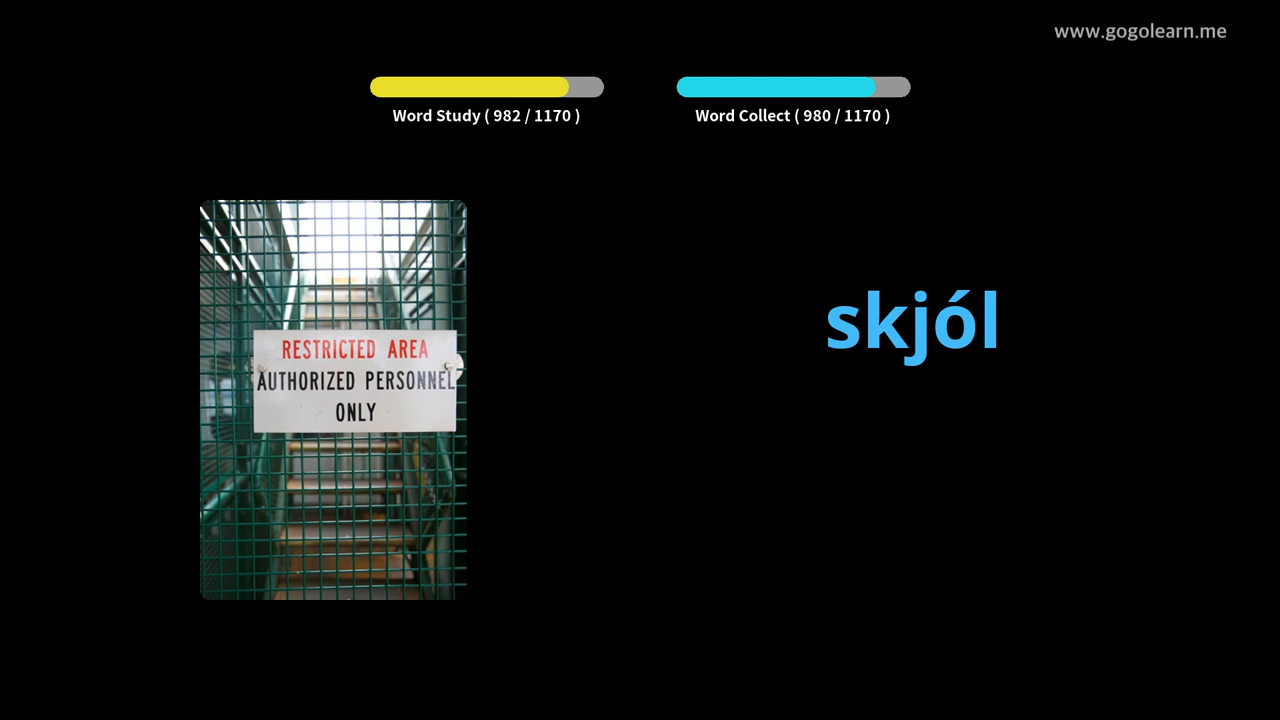 www.gogolearn.me
Word Study ( 982 / 1170 )
Word Collect ( 980 / 1170 )
RESTRICTED AREA
AUTHORIZED PERSONNEL
ONLY
skjól